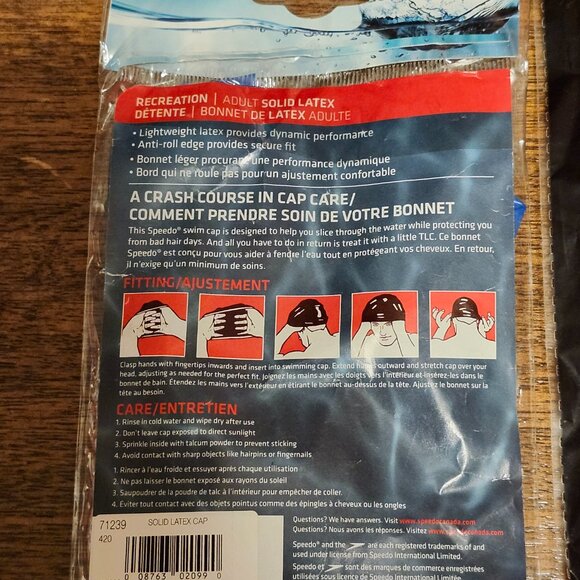 RECREATION | ADULT SOLID LATEX
DÉTENTE | BONNET DE LATEX ADULTE
• Lightweight latex provides dynamic performance
• Anti-roll edge provides secure fit
• Bonnet léger procurant une performance dynamique
• Bord qui ne roule pas pour un ajustement confortable
A CRASH COURSE IN CAP CARE/
COMMENT PRENDRE SOIN DE VOTRE BONNET
This Speedo® swim cap is designed to help you slice through the water while protecting you
from bad hair days. And all you have to do in return is treat it with a little TLC. Ce bonnet
Speedo® est conçu pour vous aider à fendre l'eau tout en protégeant vos cheveux. En retour,
il n'exige qu'un minimum de soins.
FITTING/AJUSTEMENT
Clasp hands with fingertips inwards and insert into swimming cap. Extend hands outward and stretch cap over your
head, adjusting as needed for the perfect fit. Joignez les mains avec les doigts vers l'intérieur et insérez-les dans le
bonnet de bain. Étendez les mains vers l'extérieur en étirant le bonnet au-dessus de la tête. Ajustez le bonnet sur la
tête au besoin.
CARE/ENTRETIEN
1. Rinse in cold water and wipe dry after use
2. Don't leave cap exposed to direct sunlight
3. Sprinkle inside with talcum powder to prevent sticking
4. Avoid contact with sharp objects like hairpins or fingernails
1. Rincer à l'eau froide et essuyer après chaque utilisation
2. Ne pas laisser le bonnet exposé aux rayons du soleil
3. Saupoudrer de la poudre de talc à l'intérieur pour empêcher de coller.
4. Éviter tout contact avec des objets pointus comme des épingles à cheveux ou les ongles
71239 SOLID LATEX CAP
420
0 08763 02099 0
Questions? We have answers. Visit www.speedocanada.com
Questions? Nous avons les réponses. Visitez www.speedocanada.com
Speedo® and the are each registered trademarks of and
used under license from Speedo International Limited.
Speedo et sont des marques de commerce enregistrées
utilisées sous licence de Speedo International Limited.